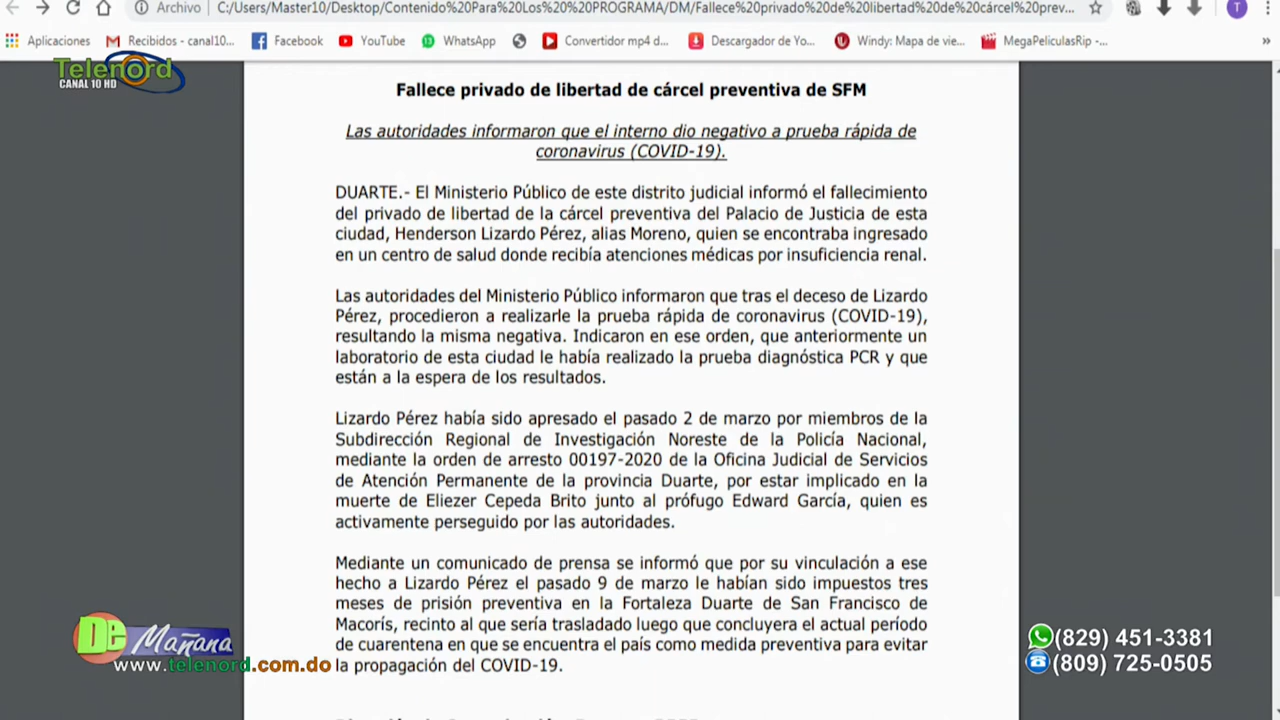 Archivo
C:/Users/Master10/Desktop/Contenido%20Para%20Los%20%20PROGRAMA/DM/Fallece%20privado%20de%20libertad%20de%20cárcel%20prev...
T
Aplicaciones
Recibidos - canal10...
Facebook
YouTube
WhatsApp
Convertidor mp4 d...
Descargador de Yo...
Windy: Mapa de vie...
MegaPeliculasRip -...
»
Telenord
CANAL 10 HD
Fallece privado de libertad de cárcel preventiva de SFM
Las autoridades informaron que el interno dio negativo a prueba rápida de
coronavirus (COVID-19).
DUARTE.- El Ministerio Público de este distrito judicial informó el fallecimiento
del privado de libertad de la cárcel preventiva del Palacio de Justicia de esta
ciudad, Henderson Lizardo Pérez, alias Moreno, quien se encontraba ingresado
en un centro de salud donde recibía atenciones médicas por insuficiencia renal.
Las autoridades del Ministerio Público informaron que tras el deceso de Lizardo
Pérez, procedieron a realizarle la prueba rápida de coronavirus (COVID-19),
resultando la misma negativa. Indicaron en ese orden, que anteriormente un
laboratorio de esta ciudad le había realizado la prueba diagnóstica PCR y que
están a la espera de los resultados.
Lizardo Pérez había sido apresado el pasado 2 de marzo por miembros de la
Subdirección Regional de Investigación Noreste de la Policía Nacional,
mediante la orden de arresto 00197-2020 de la Oficina Judicial de Servicios
de Atención Permanente de la provincia Duarte, por estar implicado en la
muerte de Eliezer Cepeda Brito junto al prófugo Edward García, quien es
activamente perseguido por las autoridades.
Mediante un comunicado de prensa se informó que por su vinculación a ese
hecho a Lizardo Pérez el pasado 9 de marzo le habían sido impuestos tres
meses de prisión preventiva en la Fortaleza Duarte de San Francisco de
Macorís, recinto al que sería trasladado luego que concluyera el actual período
de cuarentena en que se encuentra el país como medida preventiva para evitar
la propagación del COVID-19.
De Mañana
www.telenord.com.do
(829) 451-3381
(809) 725-0505